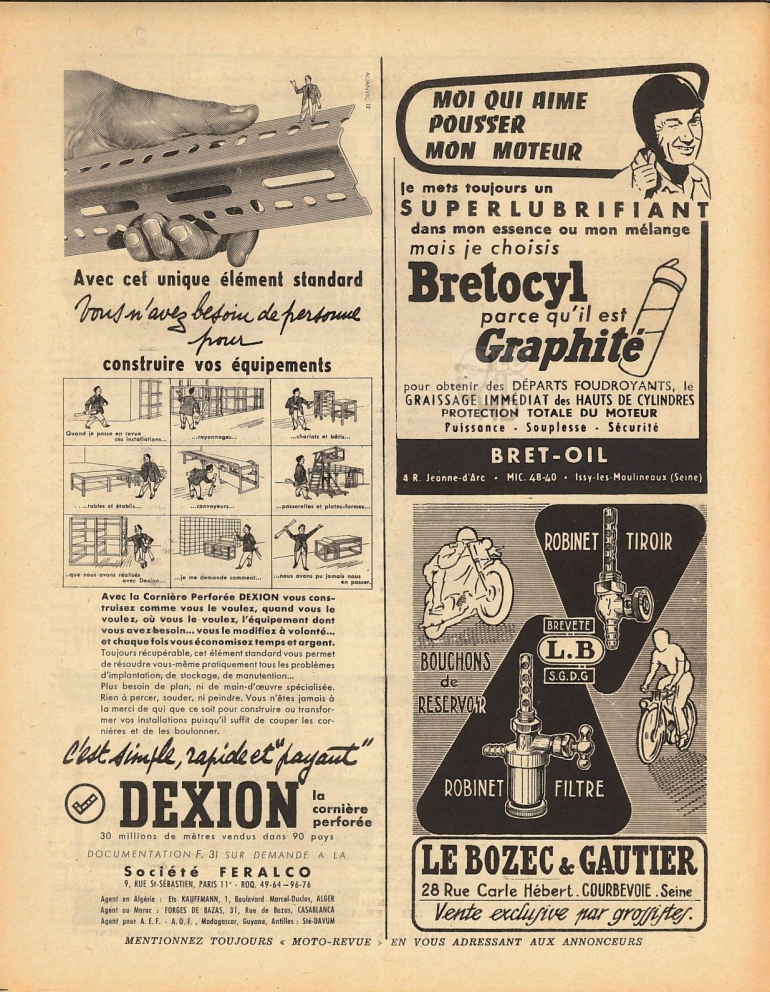 Avec cet unique élément standard
Vous n'avez besoin de personne
pour
construire vos équipements
Quand je passe en revue
ces installations...
...rayonnages...
...chariots et bâtis...
...tables et établis...
...convoyeurs...
...passerelles et plates-formes...
...que nous avons réalisés
avec Dexion...
...je me demande comment...
...nous avons pu jamais nous
en passer.
Avec la Cornière Perforée DEXION vous cons-
truisez comme vous le voulez, quand vous le
voulez, où vous le voulez, l'équipement dont
vous avez besoin... vous le modifiez à volonté...
et chaque fois vous économisez temps et argent.
Toujours récupérable, cet élément standard vous permet
de résoudre vous-même pratiquement tous les problèmes
d'implantation, de stockage, de manutention...
Plus besoin de plan, ni de main-d'œuvre spécialisée.
Rien à percer, souder, ni peindre. Vous n'êtes jamais à
la merci de qui que ce soit pour construire ou transfor-
mer vos installations puisqu'il suffit de couper les cor-
nières et de les boulonner.
c'est simple, rapide et "payant"
DEXION la
cornière
perforée
30 millions de mètres vendus dans 90 pays
DOCUMENTATION F. 31 SUR DEMANDE A LA
Société FERALCO
9, RUE St-SÉBASTIEN, PARIS 11e - ROQ. 49-64—96-76
Agent en Algérie : Ets KAUFFMANN, 1, Boulevard Marcel-Duclos, ALGER
Agent au Maroc : FORGES DE BAZAS, 31, Rue de Bazas, CASABLANCA
Agent pour A.E.F. - A.O.F., Madagascar, Guyane, Antilles : Sté-DAVUM
MOI QUI AIME
POUSSER
MON MOTEUR
je mets toujours un
SUPERLUBRIFIANT
dans mon essence ou mon mélange
mais je choisis
Bretocyl
parce qu'il est
Graphité
pour obtenir des DÉPARTS FOUDROYANTS, le
GRAISSAGE IMMÉDIAT des HAUTS DE CYLINDRES
PROTECTION TOTALE DU MOTEUR
Puissance - Souplesse - Sécurité
BRET-OIL
4 R. Jeanne-d'Arc • MIC. 48-40 • Issy-les-Moulineaux (Seine)
ROBINET TIROIR
BREVETÉ
L.B
S.G.D.G
BOUCHONS
de
RESERVOIR
ROBINET FILTRE
LE BOZEC & GAUTIER
28 Rue Carle Hébert. COURBEVOIE. Seine
Vente exclusive par grossistes.
MENTIONNEZ TOUJOURS « MOTO-REVUE » EN VOUS ADRESSANT AUX ANNONCEURS